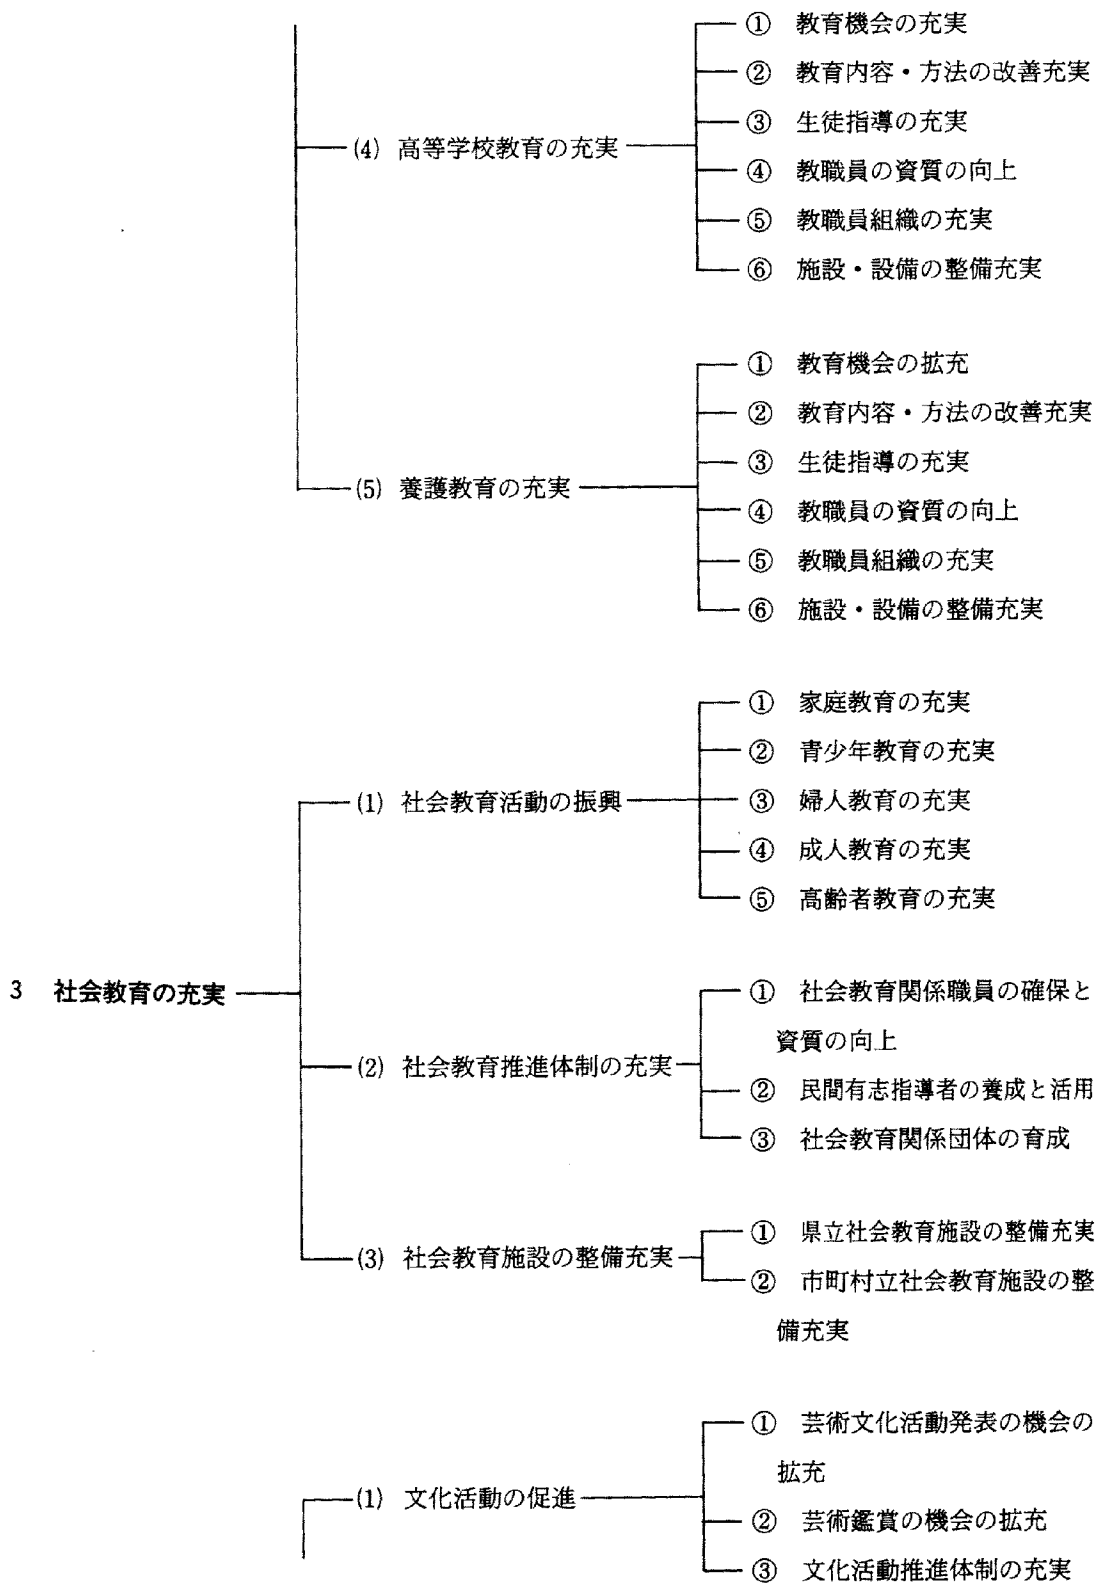 (4) 高等学校教育の充実
① 教育機会の充実
② 教育内容・方法の改善充実
③ 生徒指導の充実
④ 教職員の資質の向上
⑤ 教職員組織の充実
⑥ 施設・設備の整備充実
(5) 養護教育の充実
① 教育機会の拡充
② 教育内容・方法の改善充実
③ 生徒指導の充実
④ 教職員の資質の向上
⑤ 教職員組織の充実
⑥ 施設・設備の整備充実
3 社会教育の充実
(1) 社会教育活動の振興
① 家庭教育の充実
② 青少年教育の充実
③ 婦人教育の充実
④ 成人教育の充実
⑤ 高齢者教育の充実
(2) 社会教育推進体制の充実
① 社会教育関係職員の確保と
資質の向上
② 民間有志指導者の養成と活用
③ 社会教育関係団体の育成
(3) 社会教育施設の整備充実
① 県立社会教育施設の整備充実
② 市町村立社会教育施設の整
備充実
(1) 文化活動の促進
① 芸術文化活動発表の機会の
拡充
② 芸術鑑賞の機会の拡充
③ 文化活動推進体制の充実